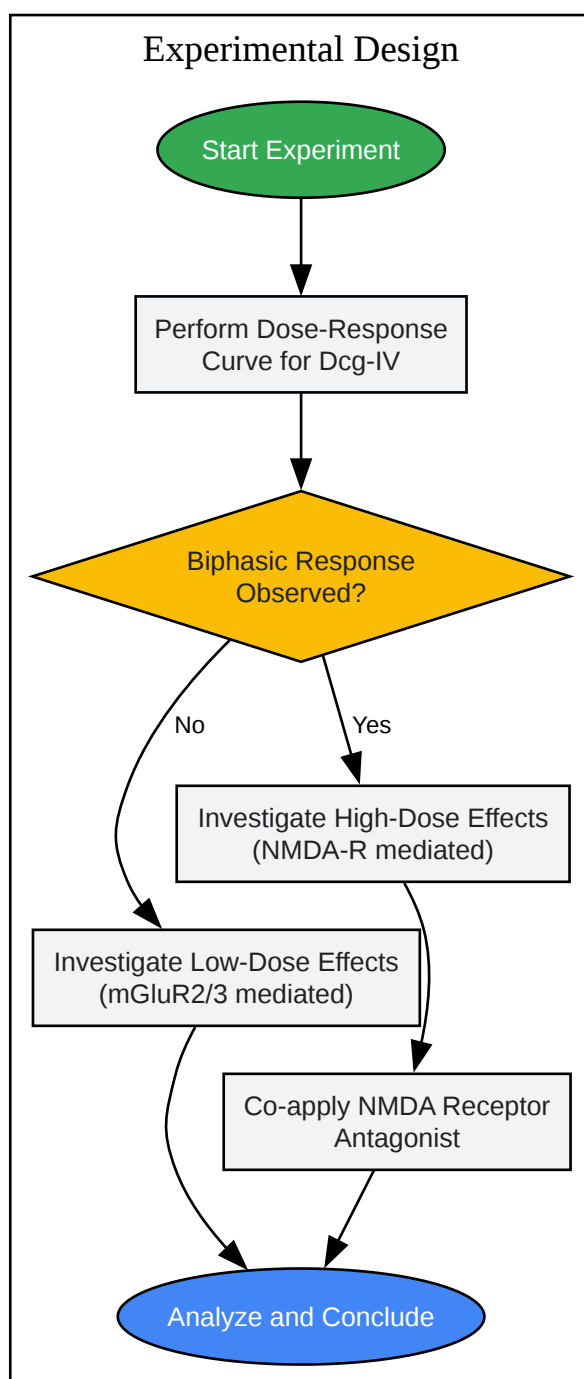 Experimental Design
Start Experiment
Perform Dose-Response
Curve for Dcg-IV
Biphasic Response
Observed?
No
Yes
Investigate High-Dose Effects
(NMDA-R mediated)
Investigate Low-Dose Effects
(mGluR2/3 mediated)
Co-apply NMDA Receptor
Antagonist
Analyze and Conclude